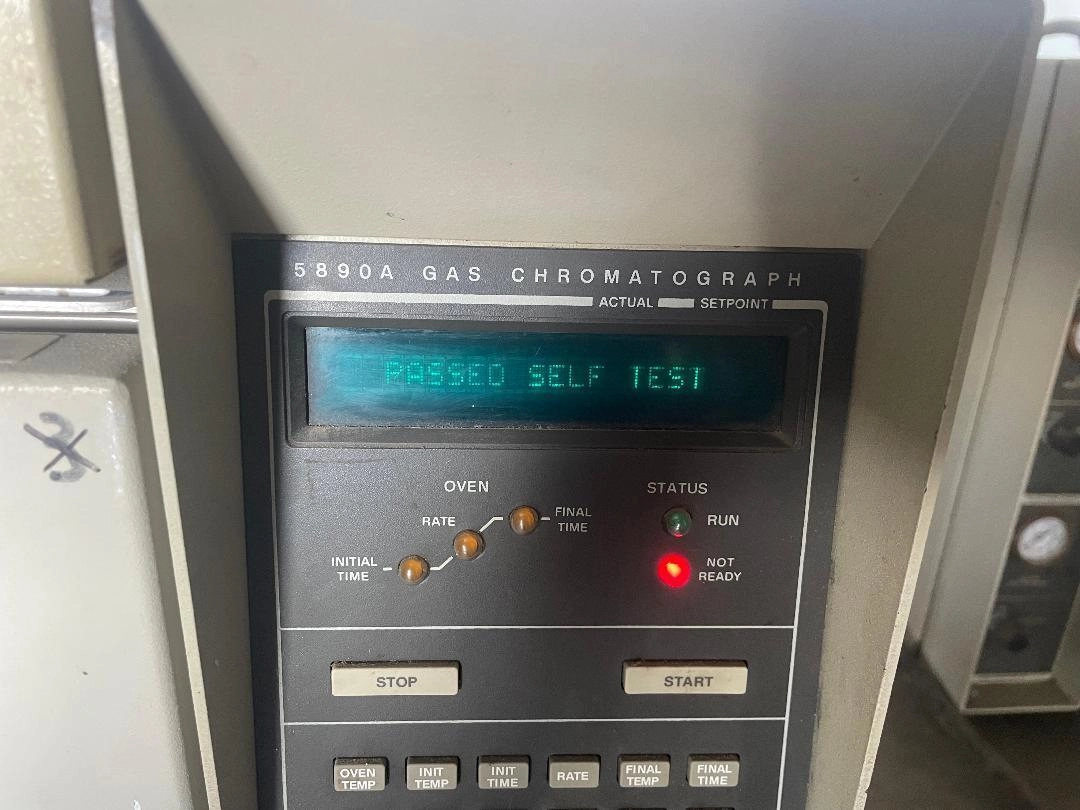 5890A GAS CHROMATOGRAPH
ACTUAL SETPOINT
PASSED SELF TEST
OVEN
STATUS
RATE
FINAL
TIME
RUN
INITIAL
TIME
NOT
READY
STOP
START
OVEN
TEMP
INIT
TEMP
INIT
TIME
RATE
FINAL
TEMP
FINAL
TIME